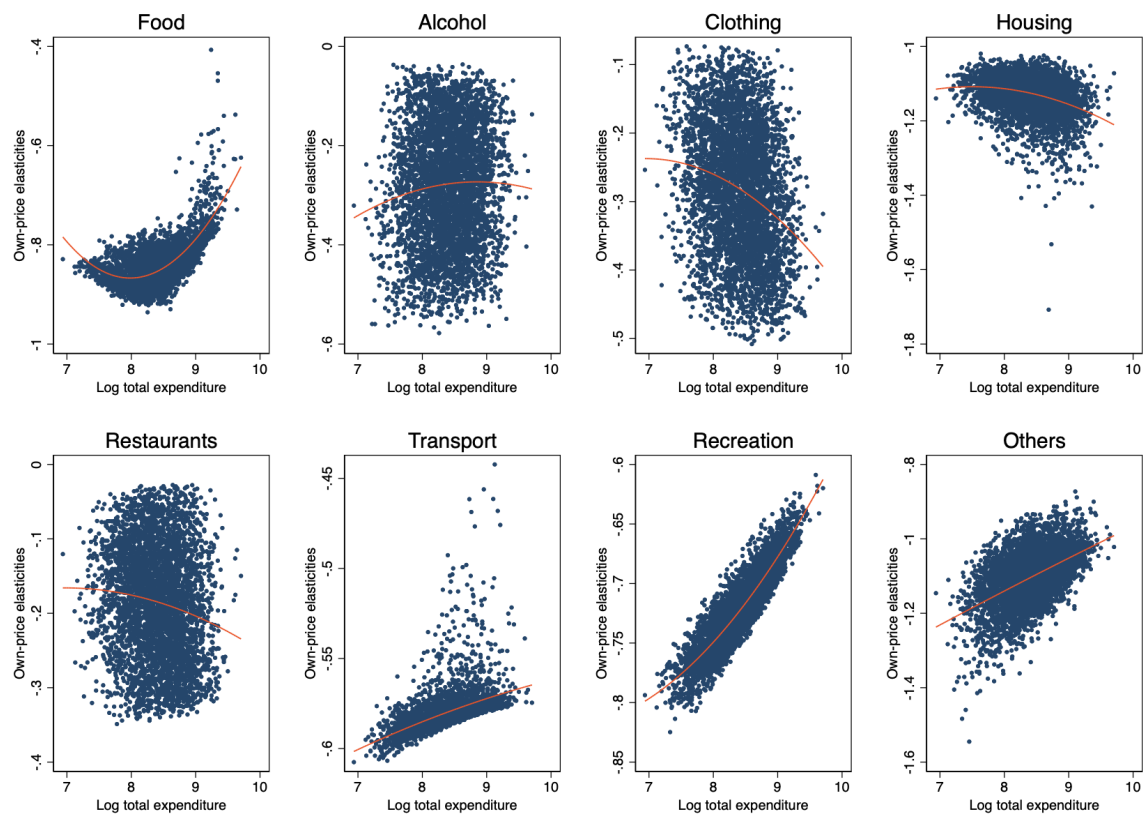 Food
Own-price elasticities
-.4
-.6
-.8
-1
7 8 9 10
Log total expenditure
Alcohol
Own-price elasticities
0
-.2
-.4
-.6
7 8 9 10
Log total expenditure
Clothing
Own-price elasticities
-.1
-.2
-.3
-.4
-.5
7 8 9 10
Log total expenditure
Housing
Own-price elasticities
-1
-1.2
-1.4
-1.6
-1.8
7 8 9 10
Log total expenditure
Restaurants
Own-price elasticities
0
-.1
-.2
-.3
-.4
7 8 9 10
Log total expenditure
Transport
Own-price elasticities
-.45
-.5
-.55
-.6
7 8 9 10
Log total expenditure
Recreation
Own-price elasticities
-.6
-.65
-.7
-.75
-.8
-.85
7 8 9 10
Log total expenditure
Others
Own-price elasticities
-.8
-1
-1.2
-1.4
-1.6
7 8 9 10
Log total expenditure